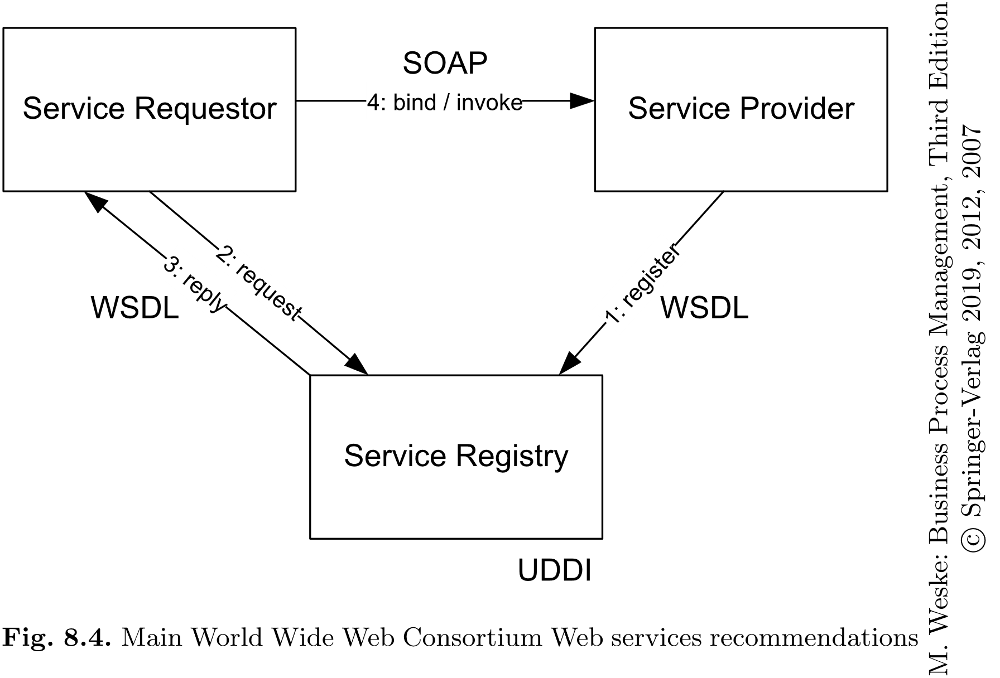 SOAP
Service Requestor
4: bind / invoke
Service Provider
2: request
3: reply
1: register
WSDL
WSDL
Service Registry
UDDI
Fig. 8.4. Main World Wide Web Consortium Web services recommendations
M. Weske: Business Process Management, Third Edition
© Springer-Verlag 2019, 2012, 2007